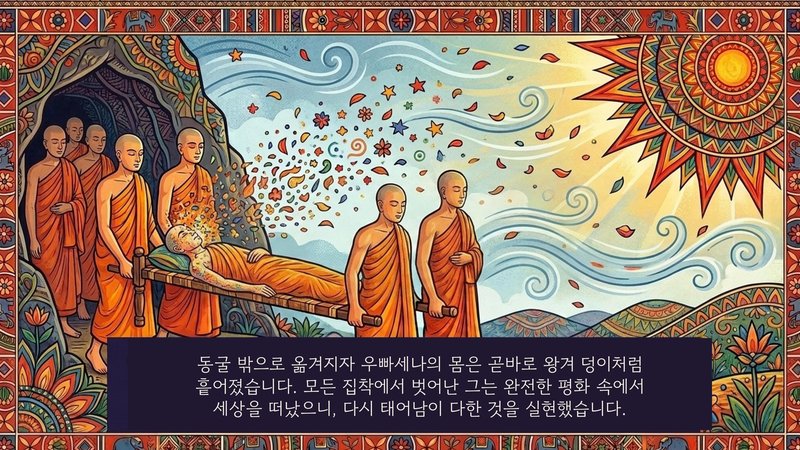 동굴 밖으로 옮겨지자 우빠세나의 몸은 곧바로 왕겨 덩이처럼
흩어졌습니다. 모든 집착에서 벗어난 그는 완전한 평화 속에서
세상을 떠났으니, 다시 태어남이 다한 것을 실현했습니다.